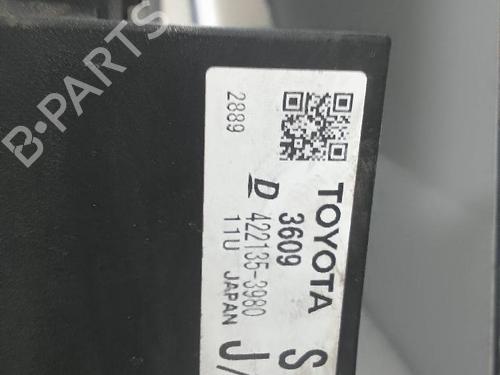 B-PARTS
2889
TOYOTA
3609
D 422135-3980
11U JAPAN
S
J/